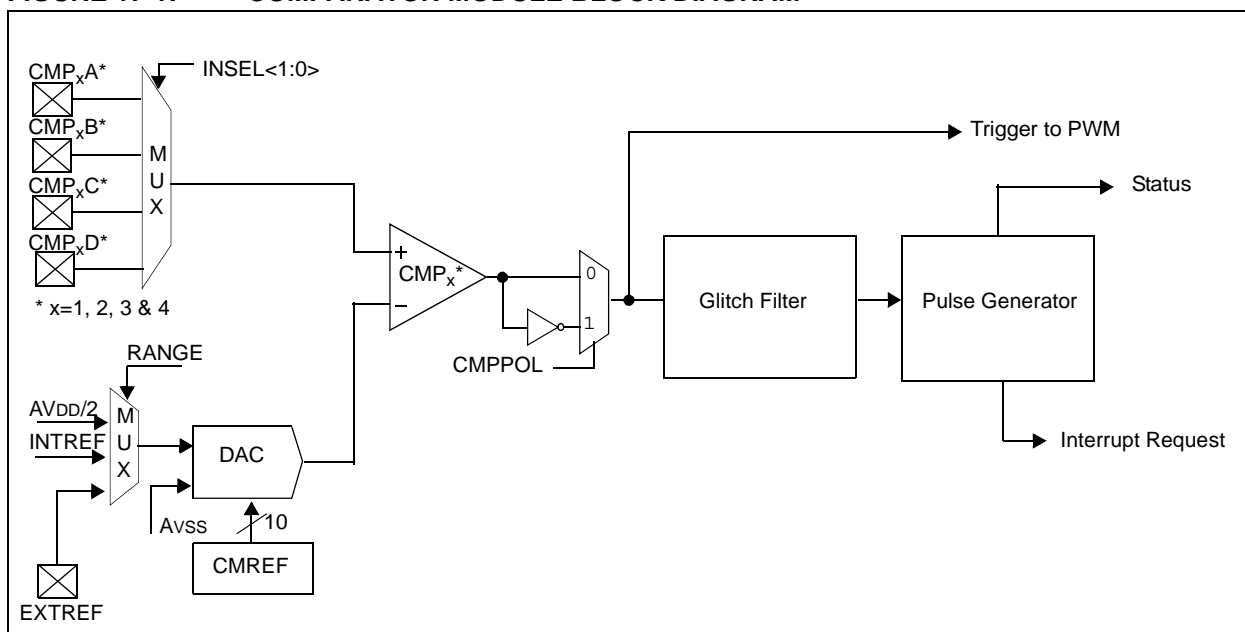 CMPxA*
INSEL<1:0>
CMPxB*
CMPxC*
CMPxD*
M
U
X
* x=1, 2, 3 & 4
RANGE
AVDD/2
INTREF
M
U
X
DAC
AVSS
10
CMREF
EXTREF
+
CMPx*
–
0
1
CMPPOL
Trigger to PWM
Glitch Filter
Pulse Generator
Status
Interrupt Request